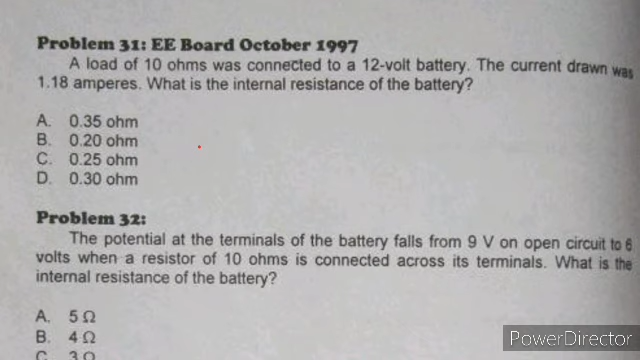 Problem 31: EE Board October 1997
A load of 10 ohms was connected to a 12-volt battery. The current drawn was
1.18 amperes. What is the internal resistance of the battery?
A. 0.35 ohm
B. 0.20 ohm
C. 0.25 ohm
D. 0.30 ohm
Problem 32:
The potential at the terminals of the battery falls from 9 V on open circuit to 6
volts when a resistor of 10 ohms is connected across its terminals. What is the
internal resistance of the battery?
A. 5 Ω
B. 4 Ω
C. 3 Ω
PowerDirector